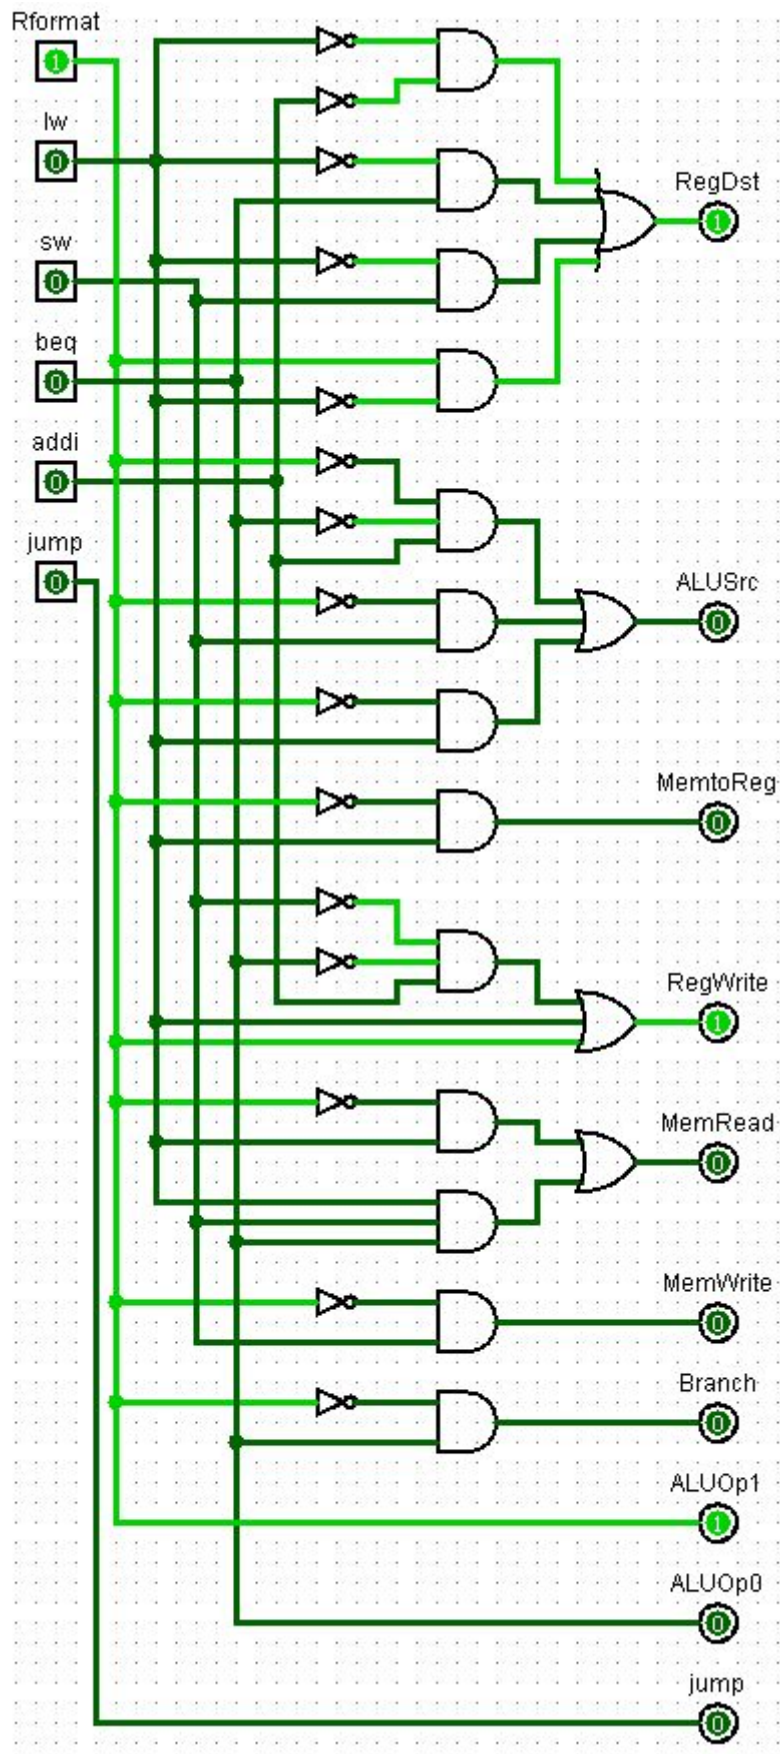 Rformat
1
lw
0
RegDst
1
sw
0
beq
0
addi
0
jump
0
ALUSrc
0
MemtoReg
0
RegWrite
1
MemRead
0
MemWrite
0
Branch
0
ALUOp1
1
ALUOp0
0
jump
0